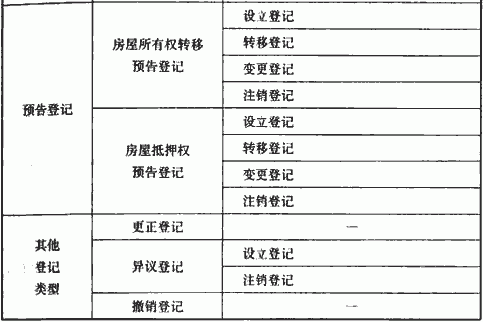 预告登记
房屋所有权转移
预告登记
设立登记
转移登记
变更登记
注销登记
房屋抵押权
预告登记
设立登记
转移登记
变更登记
注销登记
其他
登记
类型
更正登记
—
异议登记
设立登记
注销登记
撤销登记
—